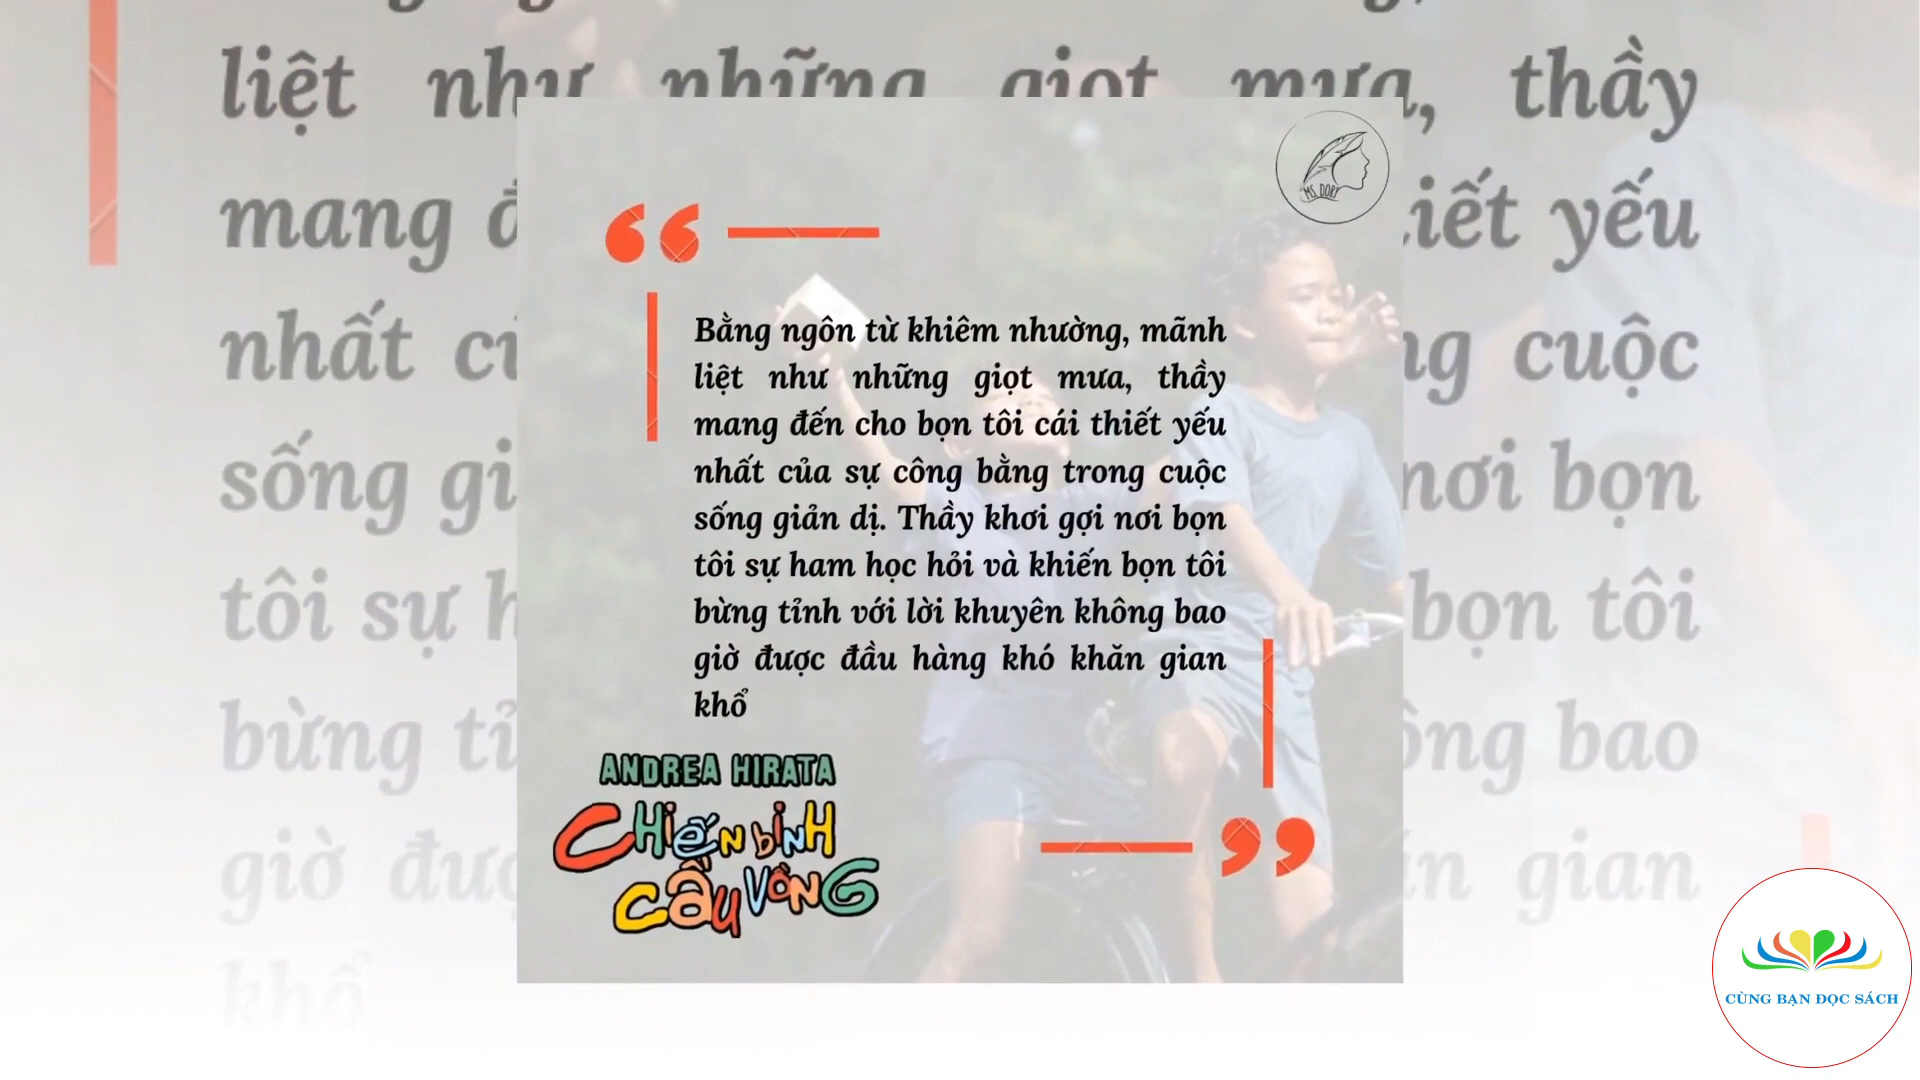 MS DORI
Bằng ngôn từ khiêm nhường, mãnh
liệt như những giọt mưa, thầy
mang đến cho bọn tôi cái thiết yếu
nhất của sự công bằng trong cuộc
sống giản dị. Thầy khơi gợi nơi bọn
tôi sự ham học hỏi và khiến bọn tôi
bừng tỉnh với lời khuyên không bao
giờ được đầu hàng khó khăn gian
khổ
ANDREA HIRATA
CHiẾN biNH
CẦU VỒNG
CÙNG BẠN ĐỌC SÁCH